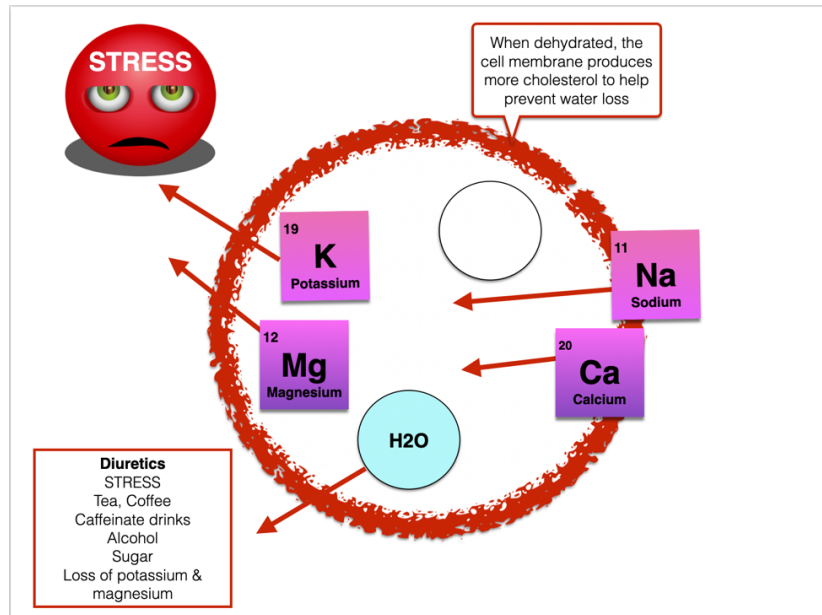 STRESS
When dehydrated, the
cell membrane produces
more cholesterol to help
prevent water loss
19
K
Potassium
11
Na
Sodium
12
Mg
Magnesium
20
Ca
Calcium
H2O
Diuretics
STRESS
Tea, Coffee
Caffeinate drinks
Alcohol
Sugar
Loss of potassium &
magnesium